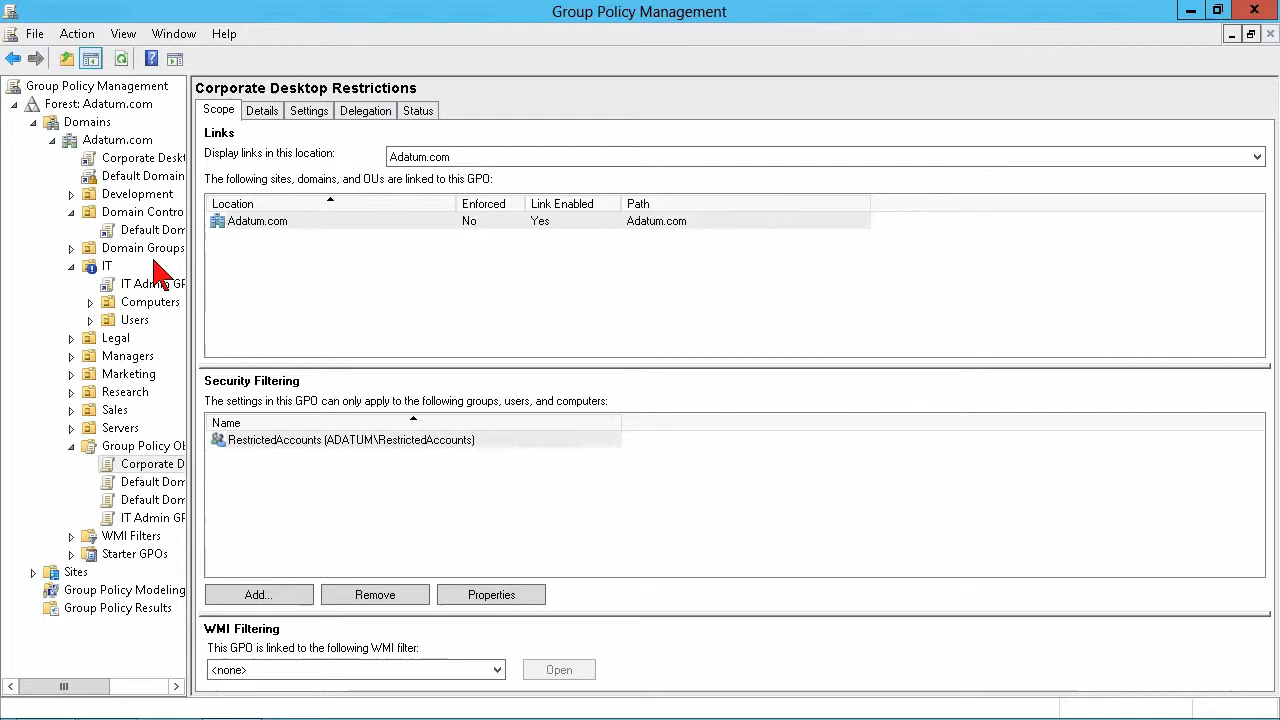 Group Policy Management
File Action View Window Help
Group Policy Management
Forest: Adatum.com
Domains
Adatum.com
Corporate Deskt
Default Domain
Development
Domain Contro
Default Dom
Domain Groups
IT
IT Admin GP
Computers
Users
Legal
Managers
Marketing
Research
Sales
Servers
Group Policy Ob
Corporate D
Default Dom
Default Dom
IT Admin GP
WMI Filters
Starter GPOs
Sites
Group Policy Modeling
Group Policy Results
Corporate Desktop Restrictions
Scope Details Settings Delegation Status
Links
Display links in this location: Adatum.com
The following sites, domains, and OUs are linked to this GPO:
Location Enforced Link Enabled Path
Adatum.com No Yes Adatum.com
Security Filtering
The settings in this GPO can only apply to the following groups, users, and computers:
Name
RestrictedAccounts (ADATUM\RestrictedAccounts)
Add... Remove Properties
WMI Filtering
This GPO is linked to the following WMI filter:
<none> Open